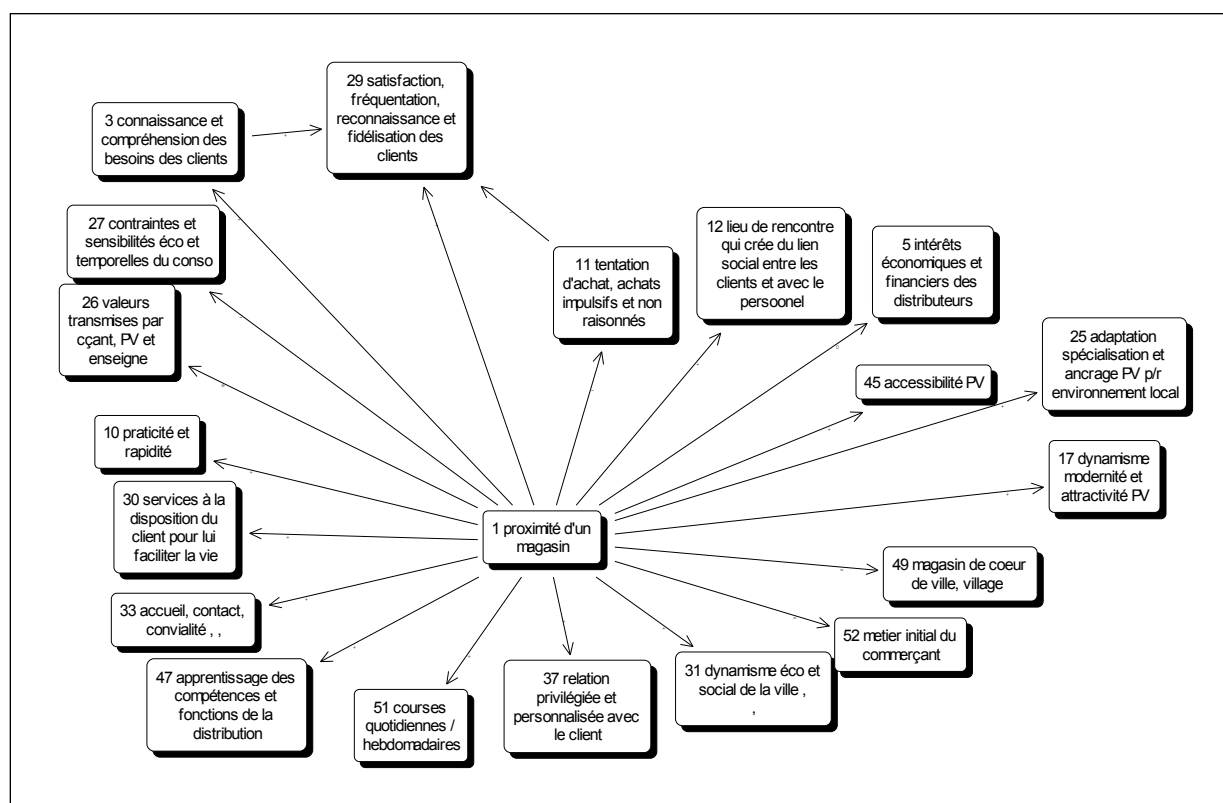 29 satisfaction,
fréquentation,
reconnaissance et
fidélisation des
clients
3 connaissance et
compréhension des
besoins des clients
27 contraintes et
sensibilités éco et
temporelles du conso
26 valeurs
transmises par
cçant, PV et
enseigne
11 tentation
d'achat, achats
impulsifs et non
raisonnés
12 lieu de rencontre
qui crée du lien
social entre les
clients et avec le
persoonel
5 intérêts
économiques et
financiers des
distributeurs
25 adaptation
spécialisation et
ancrage PV p/r
environnement local
45 accessibilité PV
10 praticité et
rapidité
17 dynamisme
modernité et
attractivité PV
30 services à la
disposition du
client pour lui
faciliter la vie
1 proximité d'un
magasin
49 magasin de coeur
de ville, village
33 accueil, contact,
convialité , ,
52 metier initial du
commerçant
47 apprentissage des
compétences et
fonctions de la
distribution
51 courses
quotidiennes /
hebdomadaires
37 relation
privilégiée et
personnalisée avec
le client
31 dynamisme éco et
social de la ville ,
,